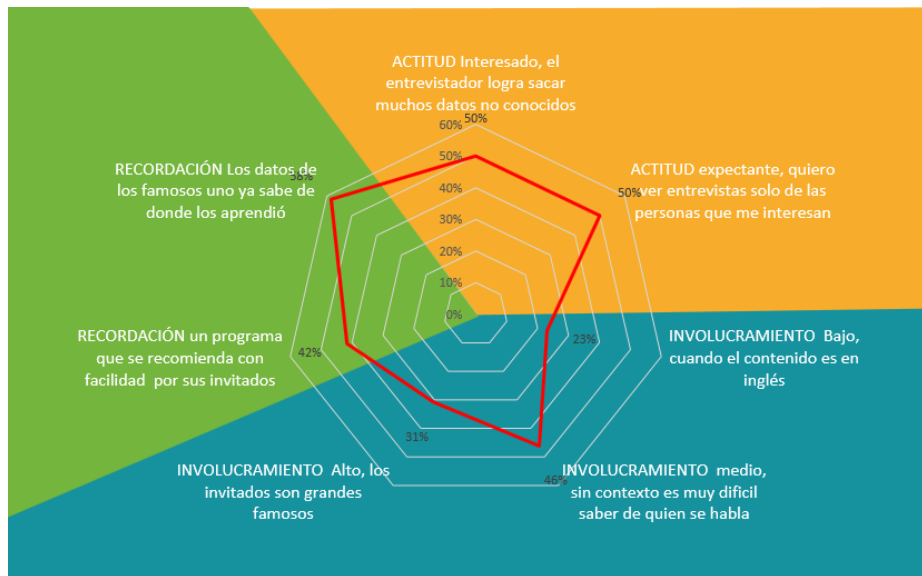 ACTITUD Interesado, el
entrevistador logra sacar
muchos datos no conocidos
50%
60%
50%
40%
30%
20%
10%
0%
ACTITUD expectante, quiero
ver entrevistas solo de las
personas que me interesan
50%
INVOLUCRAMIENTO Bajo,
cuando el contenido es en
inglés
23%
INVOLUCRAMIENTO medio,
sin contexto es muy dificil
saber de quien se habla
46%
INVOLUCRAMIENTO Alto, los
invitados son grandes
famosos
31%
RECORDACIÓN un programa
que se recomienda con
facilidad por sus invitados
42%
RECORDACIÓN Los datos de
los famosos uno ya sabe de
donde los aprendió
58%